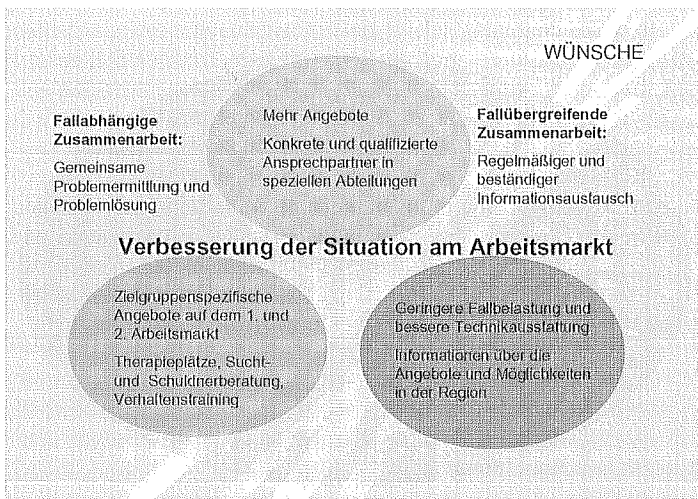 WÜNSCHE
Fallabhängige
Zusammenarbeit:
Gemeinsame
Problemermittlung und
Problemlösung
Mehr Angebote
Konkrete und qualifizierte
Ansprechpartner in
speziellen Abteilungen
Fallübergreifende
Zusammenarbeit:
Regelmäßiger und
beständiger
Informationsaustausch
Verbesserung der Situation am Arbeitsmarkt
Zielgruppenspezifische
Angebote auf dem 1. und
2. Arbeitsmarkt
Therapieplätze, Sucht-
und Schuldnerberatung,
Verhaltenstraining
Geringere Fallbelastung und
bessere Technikausstattung
Informationen über die
Angebote und Möglichkeiten
in der Region